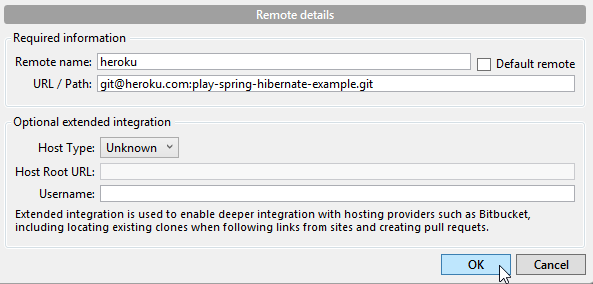 Remote details
Required information
Remote name: heroku Default remote
URL / Path: git@heroku.com:play-spring-hibernate-example.git
Optional extended integration
Host Type: Unknown
Host Root URL:
Username:
Extended integration is used to enable deeper integration with hosting providers such as Bitbucket,
including locating existing clones when following links from sites and creating pull requets.
OK Cancel